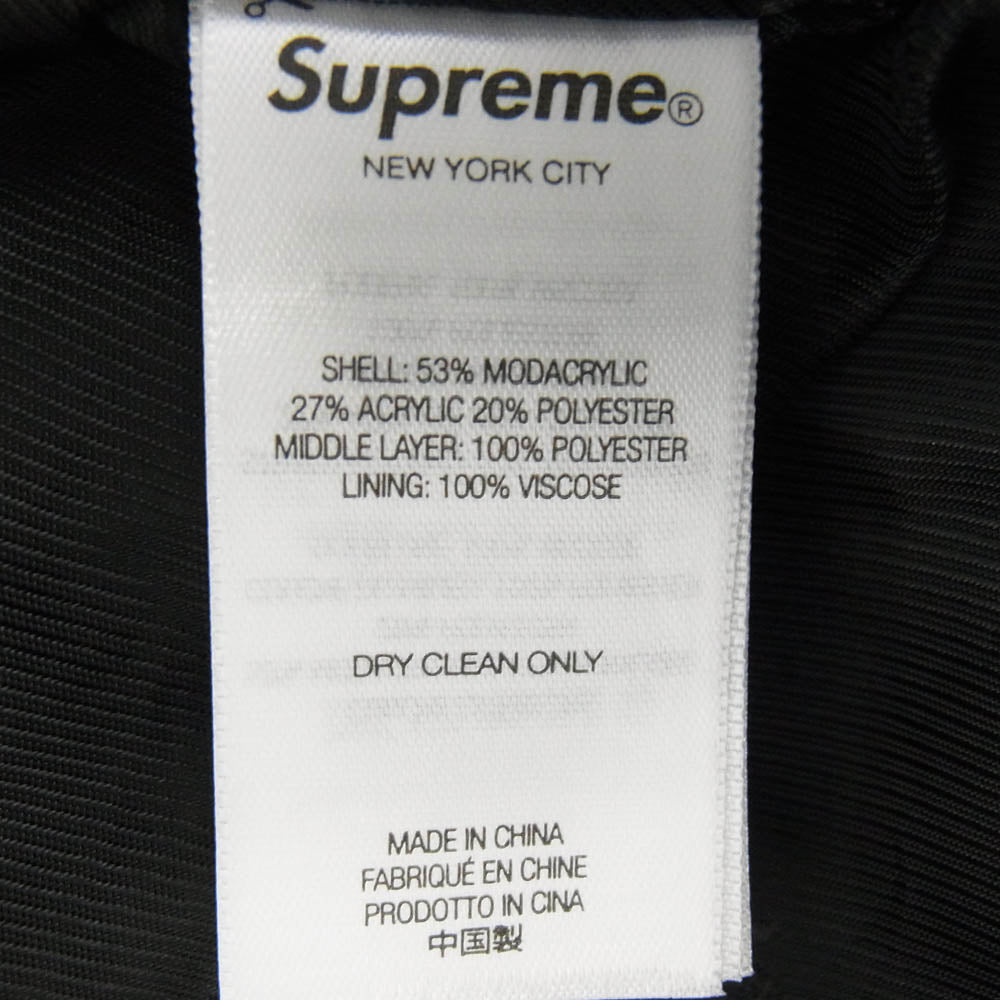 Supreme®
NEW YORK CITY
SHELL: 53% MODACRYLIC
27% ACRYLIC 20% POLYESTER
MIDDLE LAYER: 100% POLYESTER
LINING: 100% VISCOSE
DRY CLEAN ONLY
MADE IN CHINA
FABRIQUÉ EN CHINE
PRODOTTO IN CINA
中国製